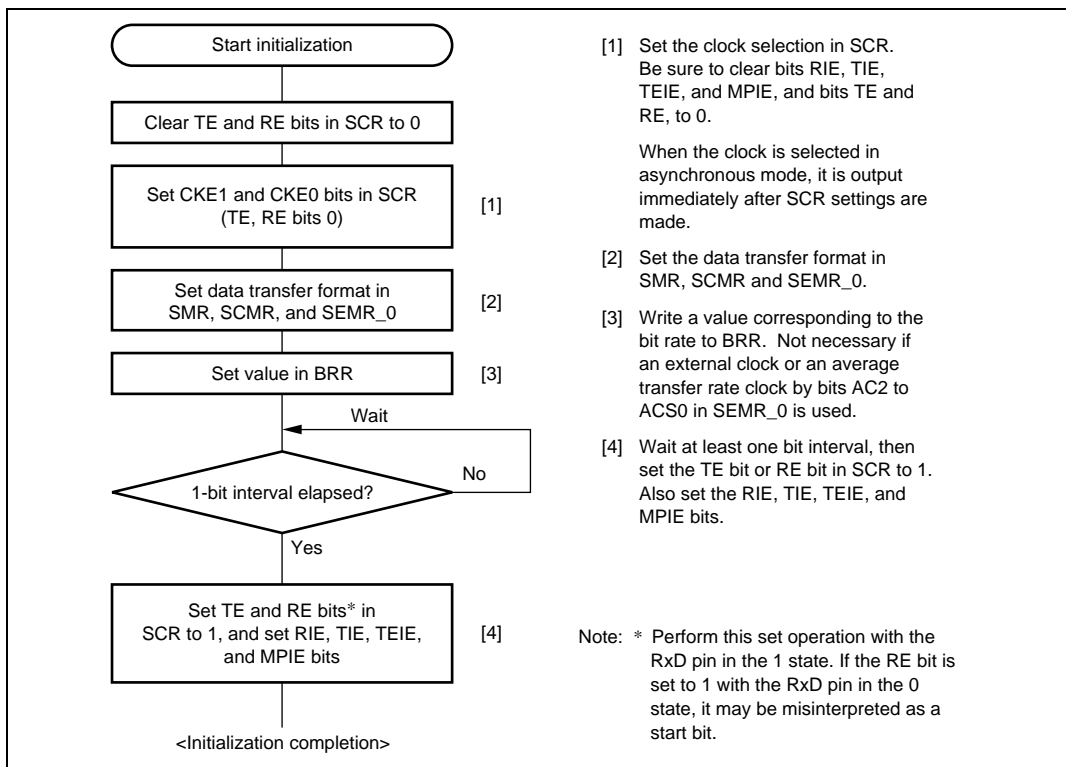 Start initialization
Clear TE and RE bits in SCR to 0
Set CKE1 and CKE0 bits in SCR
(TE, RE bits 0)
[1]
Set data transfer format in
SMR, SCMR, and SEMR_0
[2]
Set value in BRR
[3]
Wait
1-bit interval elapsed?
No
Yes
Set TE and RE bits* in
SCR to 1, and set RIE, TIE, TEIE,
and MPIE bits
[4]
<Initialization completion>
[1] Set the clock selection in SCR.
Be sure to clear bits RIE, TIE,
TEIE, and MPIE, and bits TE and
RE, to 0.
When the clock is selected in
asynchronous mode, it is output
immediately after SCR settings are
made.
[2] Set the data transfer format in
SMR, SCMR and SEMR_0.
[3] Write a value corresponding to the
bit rate to BRR. Not necessary if
an external clock or an average
transfer rate clock by bits AC2 to
ACS0 in SEMR_0 is used.
[4] Wait at least one bit interval, then
set the TE bit or RE bit in SCR to 1.
Also set the RIE, TIE, TEIE, and
MPIE bits.
Note: * Perform this set operation with the
RxD pin in the 1 state. If the RE bit is
set to 1 with the RxD pin in the 0
state, it may be misinterpreted as a
start bit.